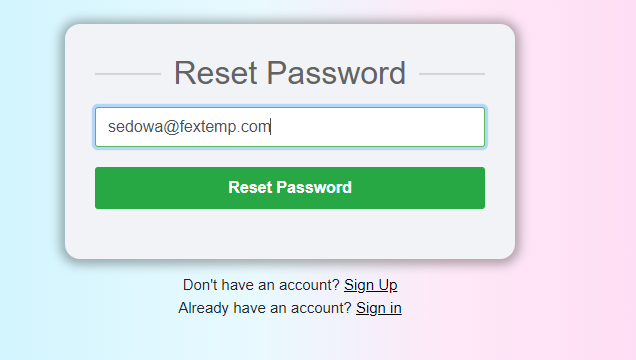 Reset Password
sedowa@fextemp.com
Reset Password
Don't have an account? Sign Up
Already have an account? Sign in